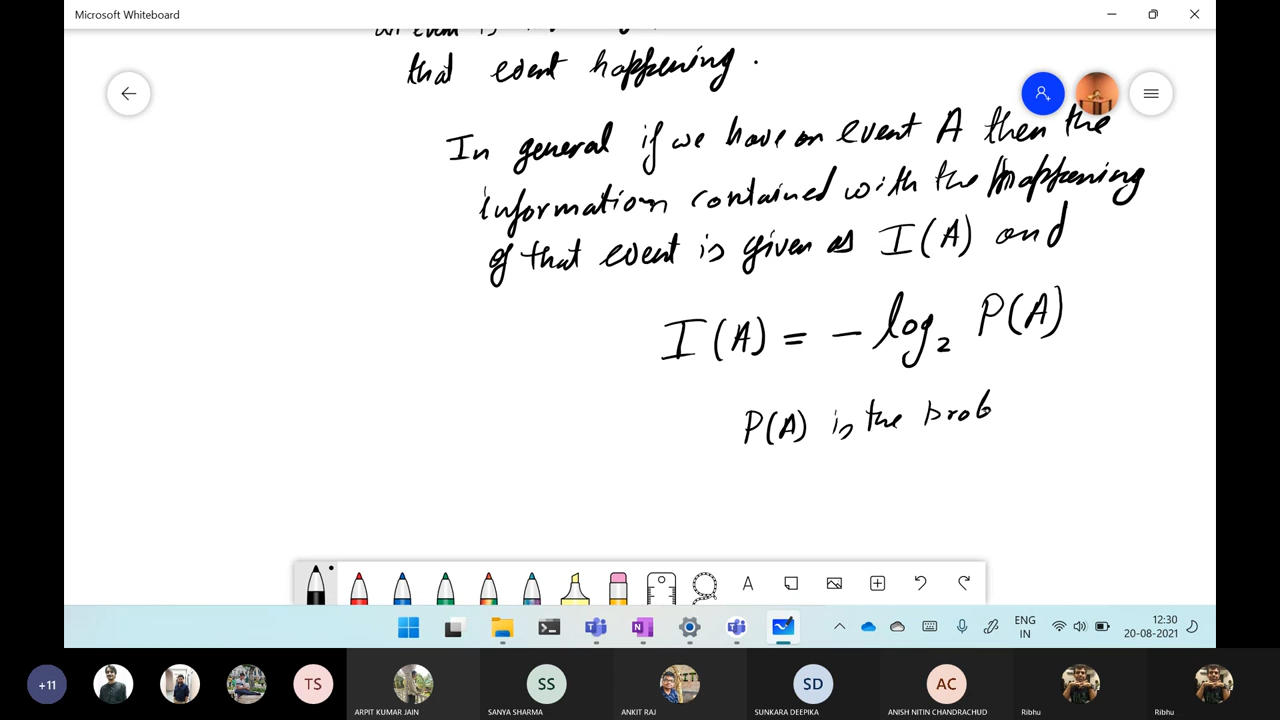 Microsoft Whiteboard
that event happening.
In general if we have an event A then the
information contained with the happening
of that event is given as I(A) and
I(A) = - log₂ P(A)
P(A) is the prob
A
ENG
IN
12:30
20-08-2021
+11
TS
SS
SD
AC
ARPIT KUMAR JAIN
SANYA SHARMA
ANKIT RAJ
SUNKARA DEEPIKA
ANISH NITIN CHANDRACHUD
Ribhu
Ribhu